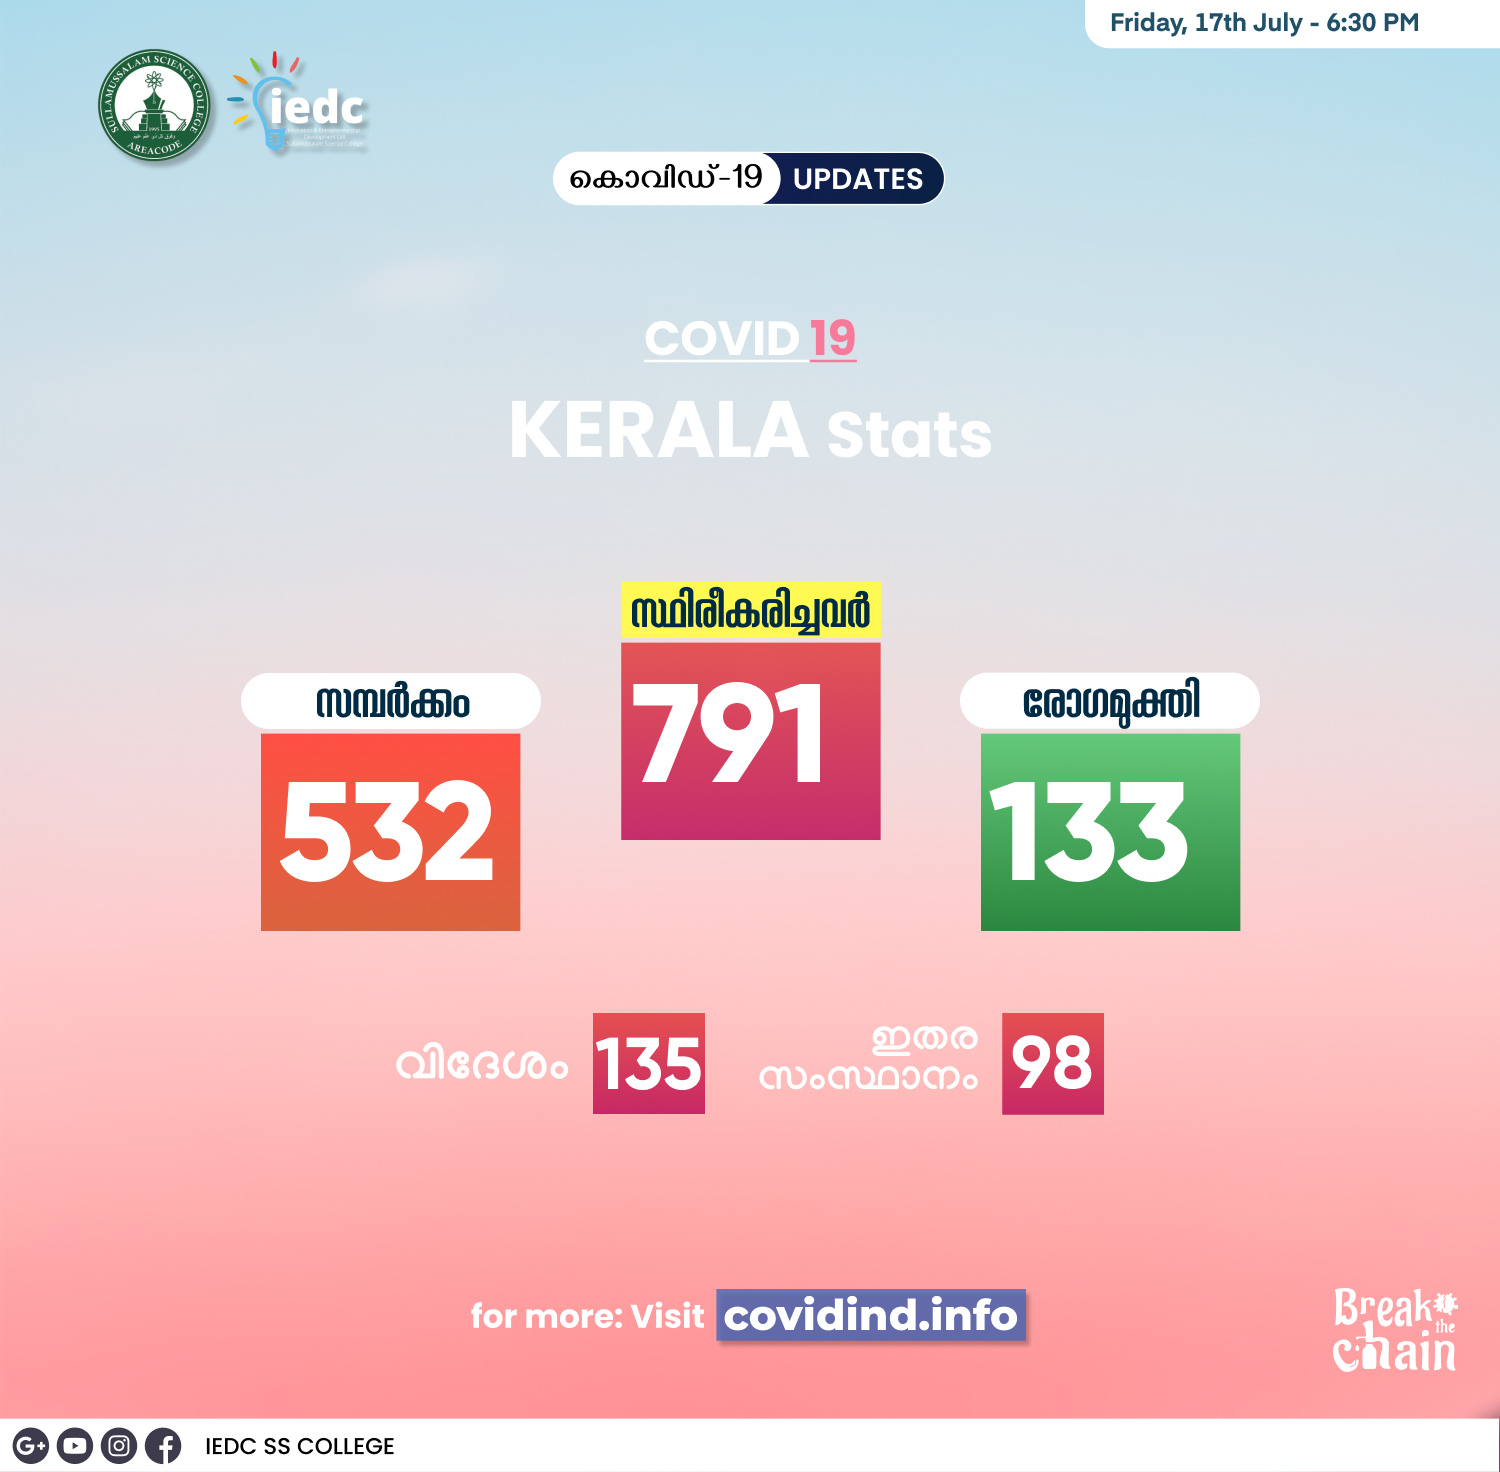 Friday, 17th July - 6:30 PM
SULLAMUSSALAM SCIENCE COLLEGE
1995
AREACODE
iedc
കൊവിഡ്-19 UPDATES
COVID 19
KERALA Stats
സ്ഥിരീകരിച്ചവർ
791
സമ്പർക്കം
532
രോഗമുക്തി
133
വിദേശം 135
ഇതര
സംസ്ഥാനം 98
for more: Visit covidind.info
Break
the
chain
G+
IEDC SS COLLEGE